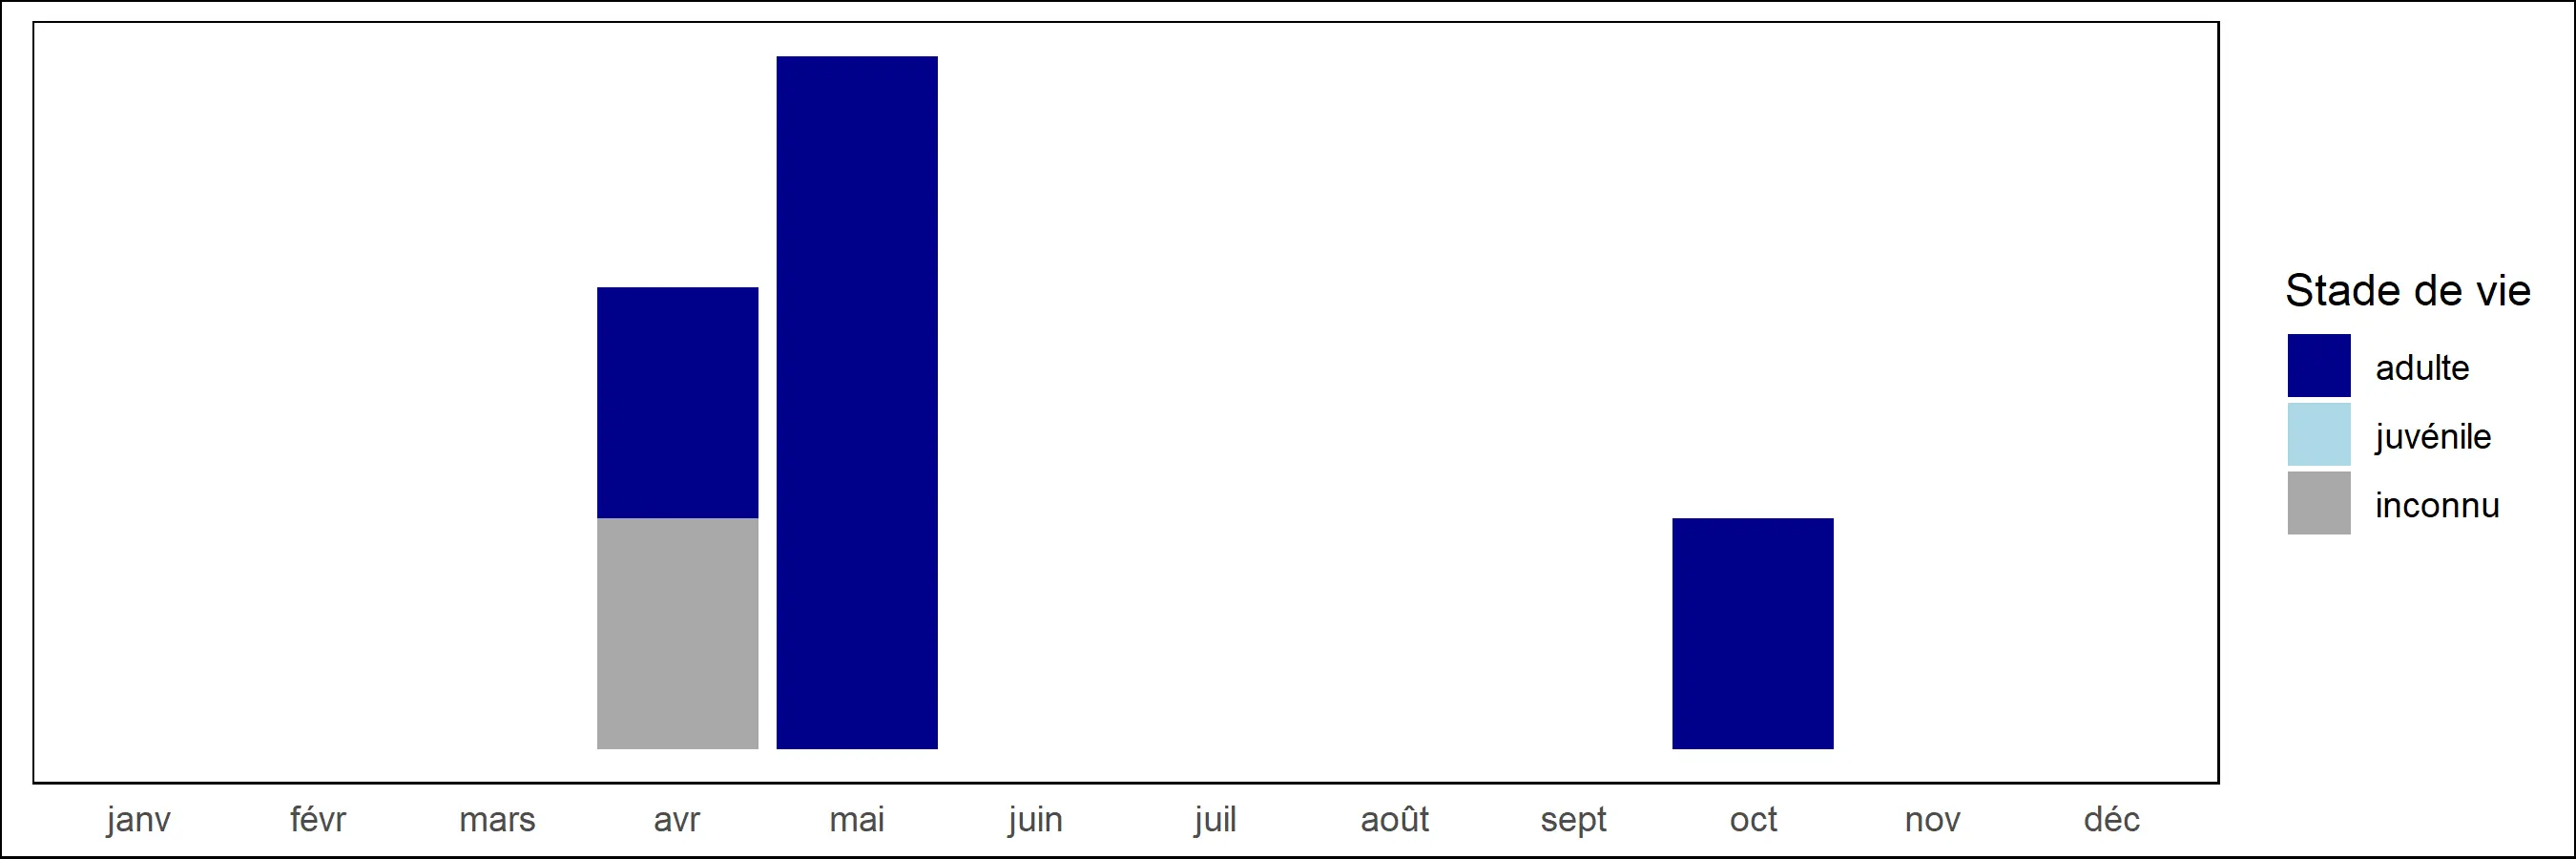 Stade de vie
adulte
juvénile
inconnu
janv févr mars avr mai juin juil août sept oct nov déc